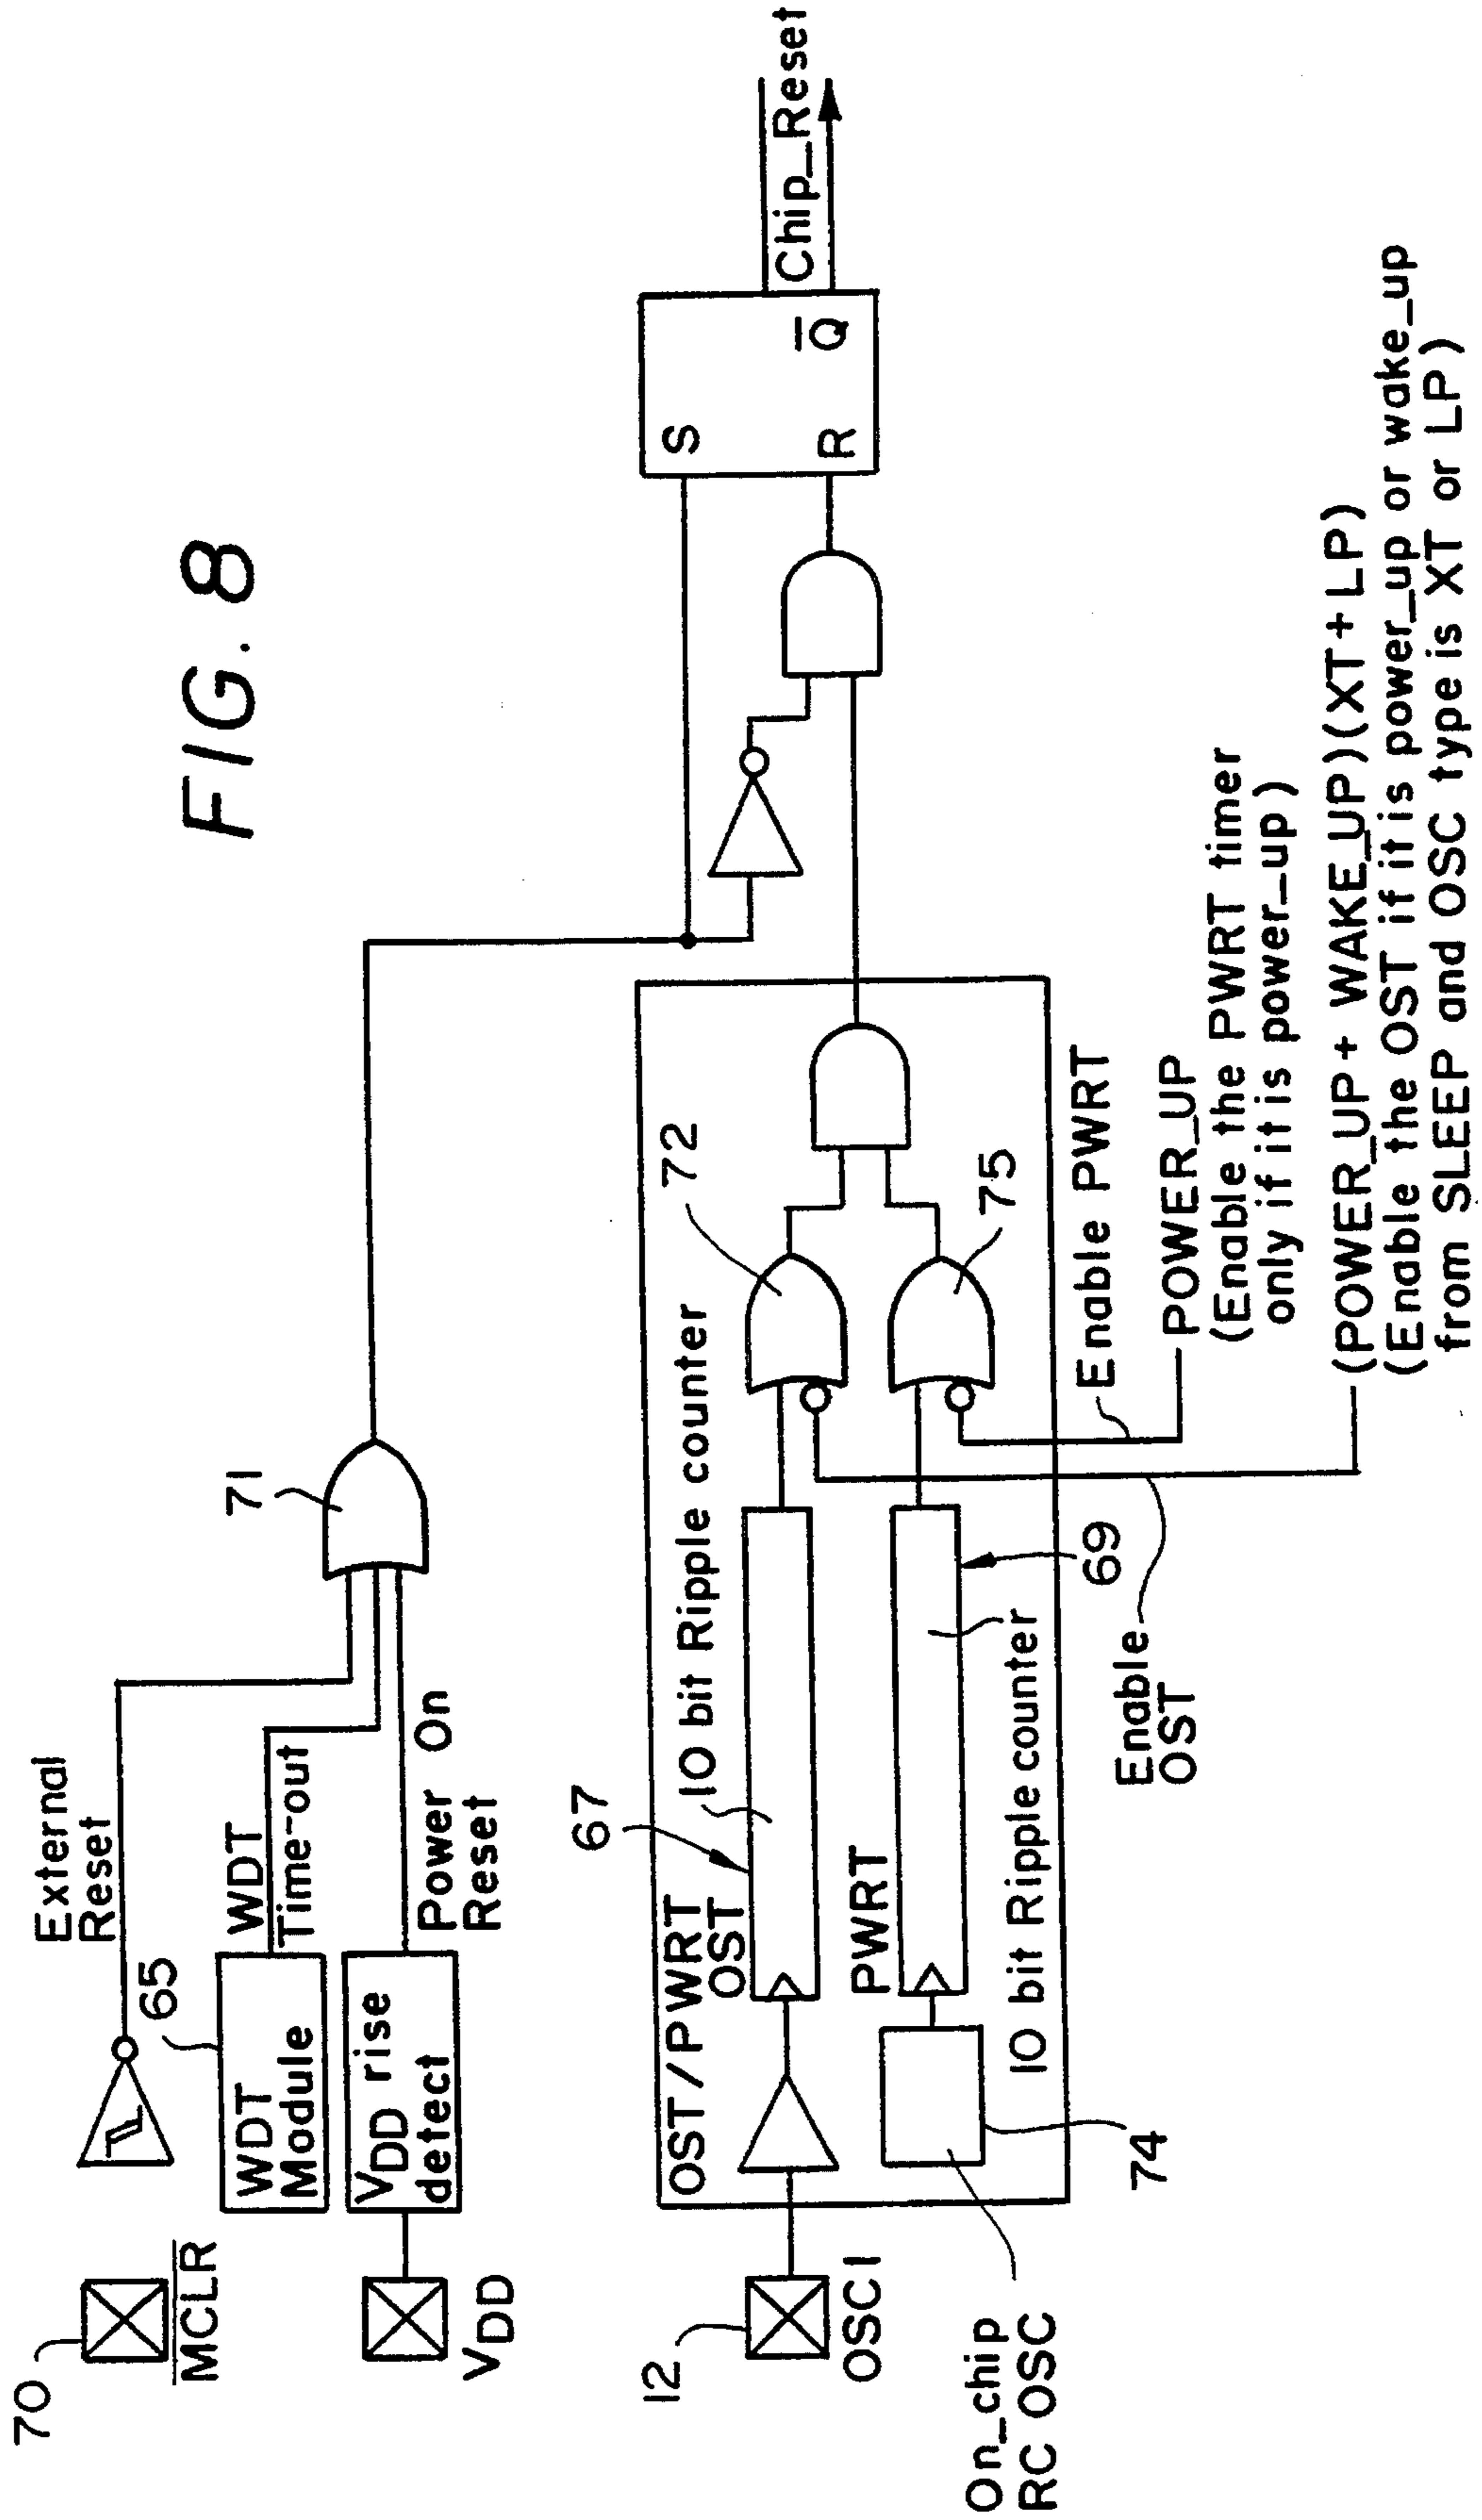 FIG. 8
70
MCLR
External
Reset
65
WDT
Module
WDT
Time-out
VDD
VDD rise
detect
Power On
Reset
71
12
OSC1
OST/PWRT
OST
67
10 bit Ripple counter
72
PWRT
69
10 bit Ripple counter
75
On_chip
RC OSC
74
Enable
OST
Enable PWRT
POWER_UP
(Enable the PWRT timer
only if it is power_up)
(POWER_UP + WAKE_UP)(XT+LP)
(Enable the OST if it is power_up or wake_up
from SLEEP and OSC type is XT or LP)
S
R
Q
Chip_Reset